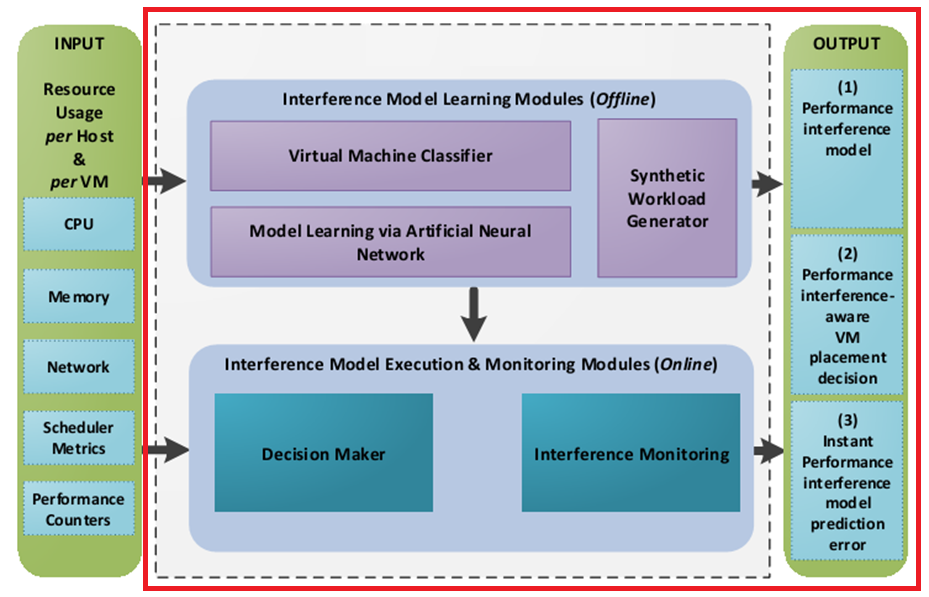 INPUT
Resource
Usage
per Host
&
per VM
CPU
Memory
Network
Scheduler
Metrics
Performance
Counters
Interference Model Learning Modules (Offline)
Virtual Machine Classifier
Model Learning via Artificial Neural
Network
Synthetic
Workload
Generator
Interference Model Execution & Monitoring Modules (Online)
Decision Maker
Interference Monitoring
OUTPUT
(1)
Performance
interference
model
(2)
Performance
interference-
aware
VM
placement
decision
(3)
Instant
Performance
interference
model
prediction
error